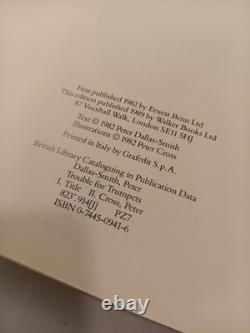 First published 1982 by Ernest Benn Ltd
This edition published 1989 by Walker Books Ltd
87 Vauxhall Walk, London SE11 5HJ
Text © 1982 Peter Dallas-Smith
Illustrations © 1982 Peter Cross
Printed in Italy by Grafedit S.p.A.
British Library Cataloguing in Publication Data
Dallas-Smith, Peter
Trouble for Trumpets
I. Title II. Cross, Peter
823'.914[J] PZ7
ISBN 0-7445-0941-6